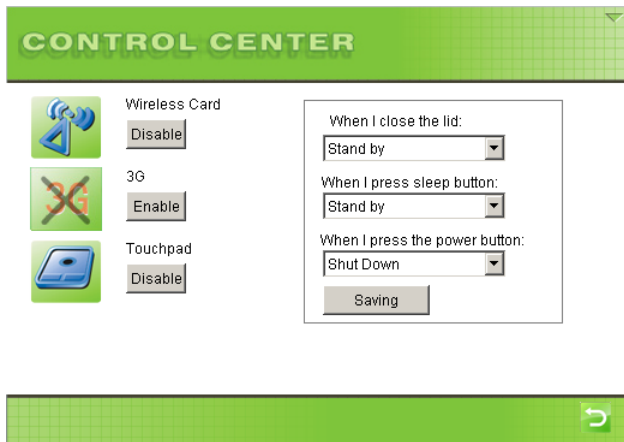 CONTROL CENTER
Wireless Card
Disable
3G
3G
Enable
Touchpad
Disable
When I close the lid:
Stand by
When I press sleep button:
Stand by
When I press the power button:
Shut Down
Saving